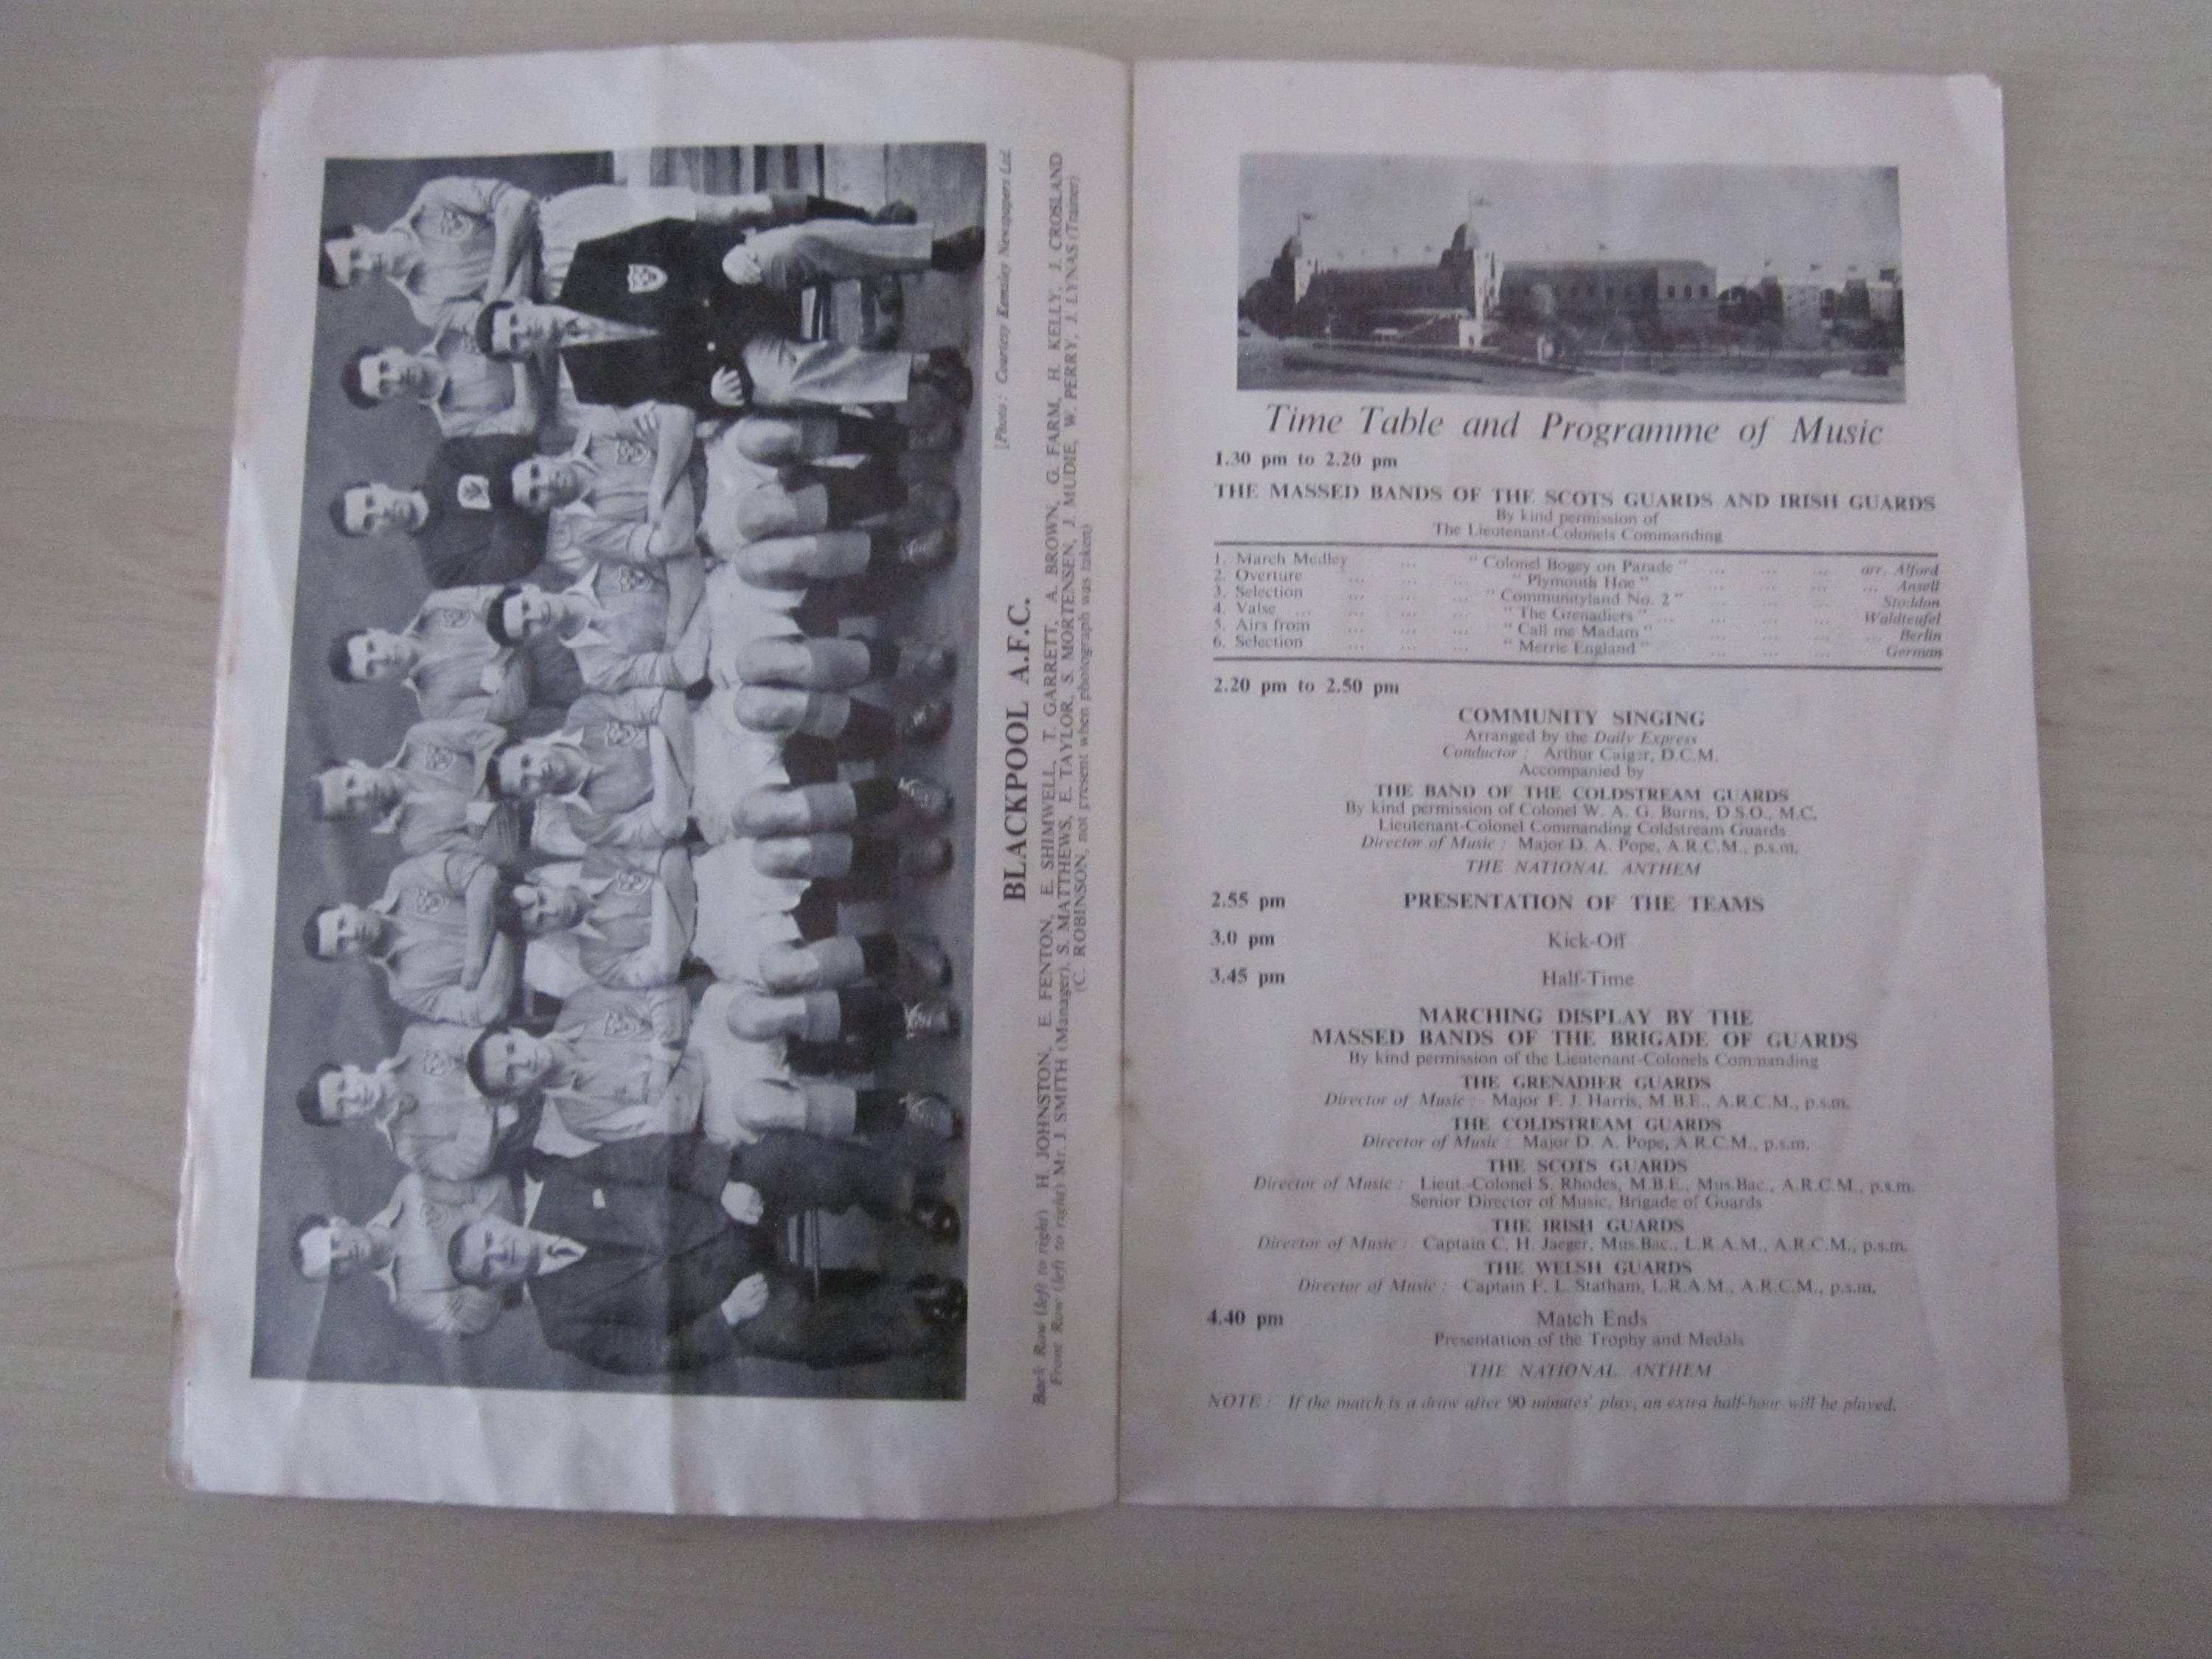 [Photo : Courtesy Kemsley Newspapers Ltd.
BLACKPOOL A.F.C.
Back Row (left to right) H. JOHNSTON, E. FENTON, E. SHIMWELL, T. GARRETT, A. BROWN, G. FARM, H. KELLY, J. CROSLAND
Front Row (left to right) Mr. J. SMITH (Manager), S. MATTHEWS, E. TAYLOR, S. MORTENSEN, J. MUDIE, W. PERRY, J. LYNAS (Trainer)
(C. ROBINSON, not present when photograph was taken)
Time Table and Programme of Music
1.30 pm to 2.20 pm
THE MASSED BANDS OF THE SCOTS GUARDS AND IRISH GUARDS
By kind permission of
The Lieutenant-Colonels Commanding
1. March Medley ... " Colonel Bogey on Parade " ... ... ... arr. Alford
2. Overture ... ... ... " Plymouth Hoe " ... ... ... ... Ansell
3. Selection ... ... ... " Communityland No. 2 " ... ... ... Stoddon
4. Valse ... ... ... ... " The Grenadiers " ... ... ... ... Waldteufel
5. Airs from ... ... ... " Call me Madam " ... ... ... ... Berlin
6. Selection ... ... ... " Merrie England " ... ... ... German
2.20 pm to 2.50 pm
COMMUNITY SINGING
Arranged by the Daily Express
Conductor : Arthur Caiger, D.C.M.
Accompanied by
THE BAND OF THE COLDSTREAM GUARDS
By kind permission of Colonel W. A. G. Burns, D.S.O., M.C.
Lieutenant-Colonel Commanding Coldstream Guards
Director of Music : Major D. A. Pope, A.R.C.M., p.s.m.
THE NATIONAL ANTHEM
2.55 pm PRESENTATION OF THE TEAMS
3.0 pm Kick-Off
3.45 pm Half-Time
MARCHING DISPLAY BY THE
MASSED BANDS OF THE BRIGADE OF GUARDS
By kind permission of the Lieutenant-Colonels Commanding
THE GRENADIER GUARDS
Director of Music : Major F. J. Harris, M.B.E., A.R.C.M., p.s.m.
THE COLDSTREAM GUARDS
Director of Music : Major D. A. Pope, A.R.C.M., p.s.m.
THE SCOTS GUARDS
Director of Music : Lieut.-Colonel S. Rhodes, M.B.E., Mus.Bac., A.R.C.M., p.s.m.
Senior Director of Music, Brigade of Guards
THE IRISH GUARDS
Director of Music : Captain C. H. Jaeger, Mus.Bac., L.R.A.M., A.R.C.M., p.s.m.
THE WELSH GUARDS
Director of Music : Captain F. L. Statham, L.R.A.M., A.R.C.M., p.s.m.
4.40 pm Match Ends
Presentation of the Trophy and Medals
THE NATIONAL ANTHEM
NOTE : If the match is a draw after 90 minutes' play, an extra half-hour will be played.